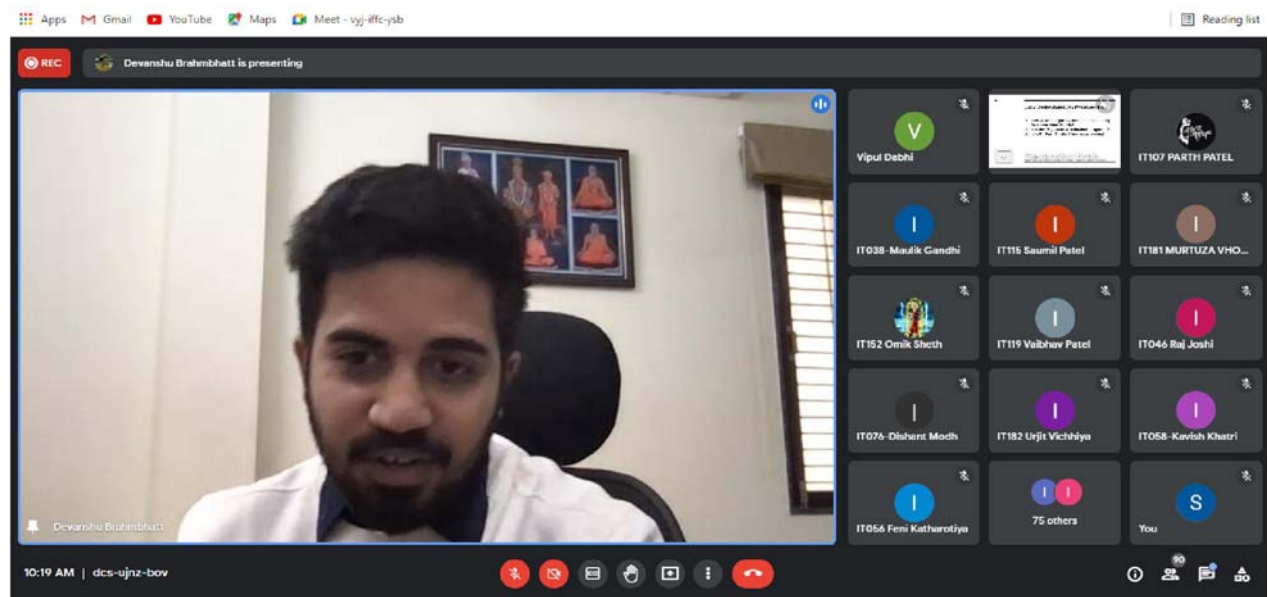 Apps Gmail YouTube Maps Meet - vyj-iffc-ysb Reading list
REC Devanshu Brahmbhatt is presenting
V
Vipul Dabhi
IT107 PARTH PATEL
I I I
IT038-Maulik Gandhi IT115 Saumil Patel IT181 MURTUZA VHO...
I I
IT152 Omik Sheth IT119 Vaibhav Patel IT046 Raj Joshi
I I I
IT076-Dishant Modh IT182 Urjit Vichhiya IT058-Kavish Khatri
I I I S
IT056 Feni Katharotiya 75 others You
Devanshu Brahmbhatt
10:19 AM | dcs-ujnz-bov 90